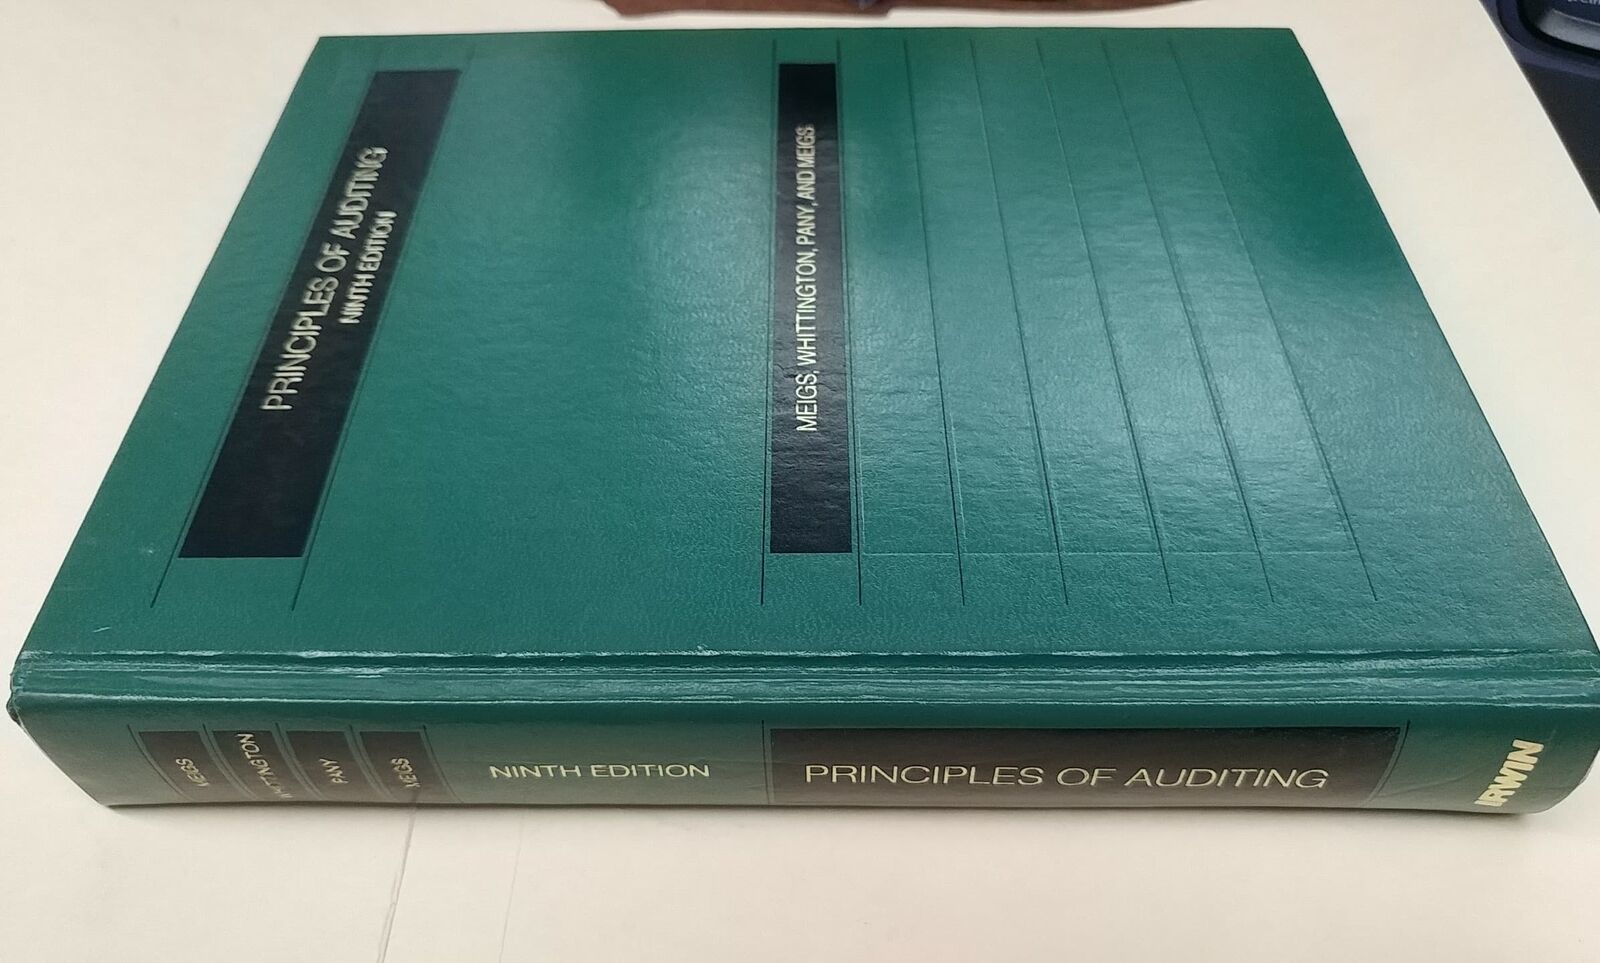 PRINCIPLES OF AUDITING
NINTH EDITION
MEIGS, WHITTINGTON, PANY, AND MEIGS
MEIGS
WHITTINGTON
PANY
MEIGS
NINTH EDITION
PRINCIPLES OF AUDITING
IRWIN